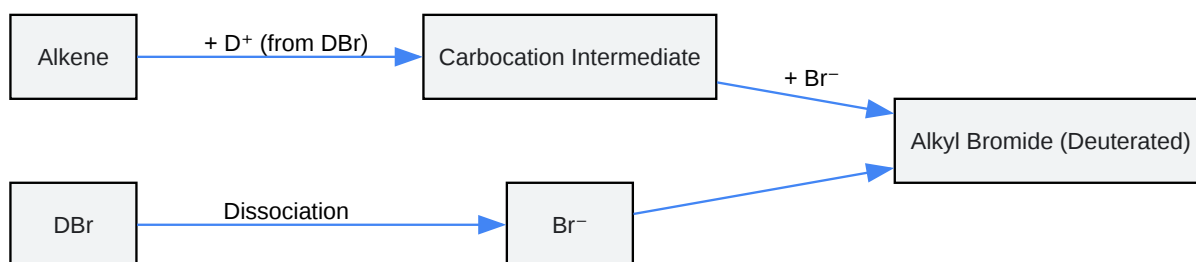 Alkene
+ D⁺ (from DBr)
Carbocation Intermediate
+ Br⁻
Alkyl Bromide (Deuterated)
DBr
Dissociation
Br⁻